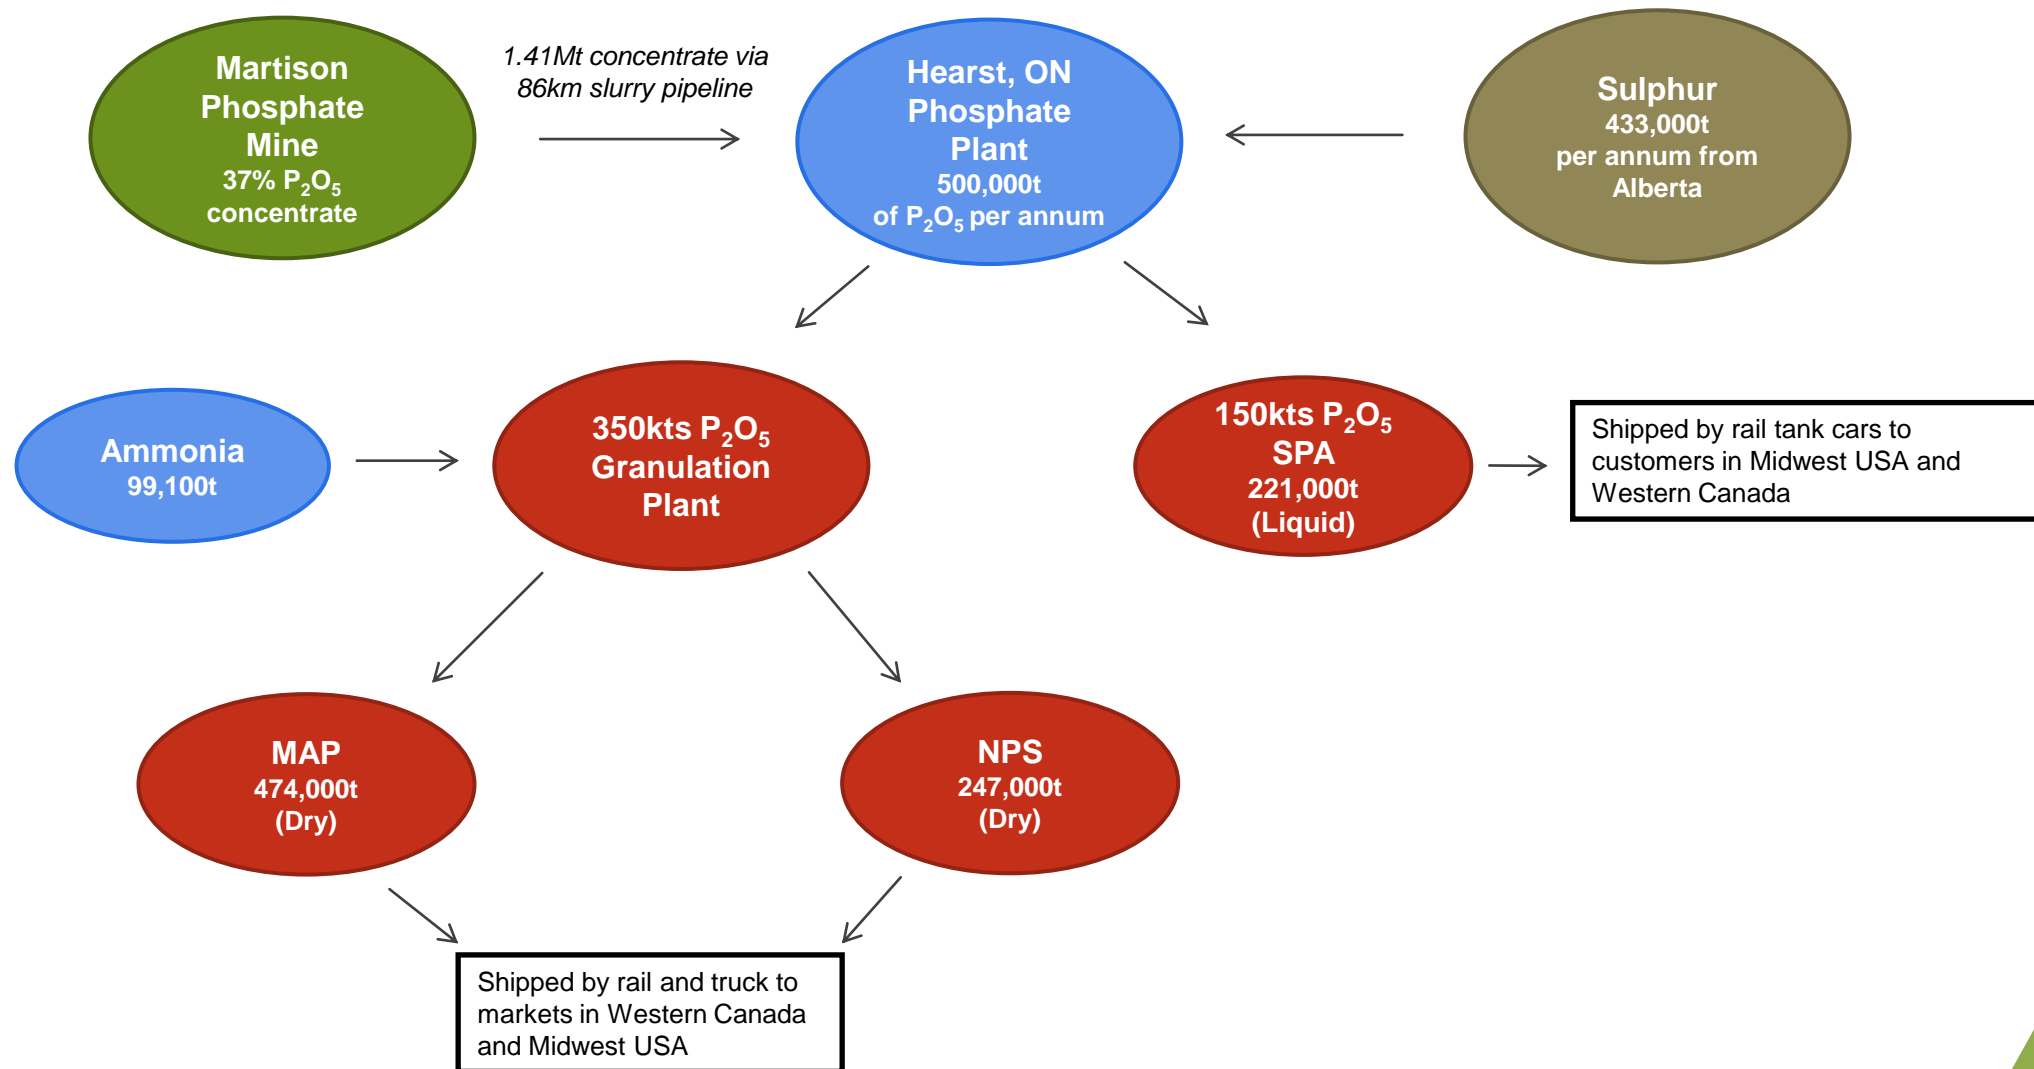 Martison
Phosphate
Mine
37% P₂O₅
concentrate
1.41Mt concentrate via
86km slurry pipeline
Hearst, ON
Phosphate
Plant
500,000t
of P₂O₅ per annum
Sulphur
433,000t
per annum from
Alberta
Ammonia
99,100t
350kts P₂O₅
Granulation
Plant
150kts P₂O₅
SPA
221,000t
(Liquid)
Shipped by rail tank cars to
customers in Midwest USA and
Western Canada
MAP
474,000t
(Dry)
NPS
247,000t
(Dry)
Shipped by rail and truck to
markets in Western Canada
and Midwest USA